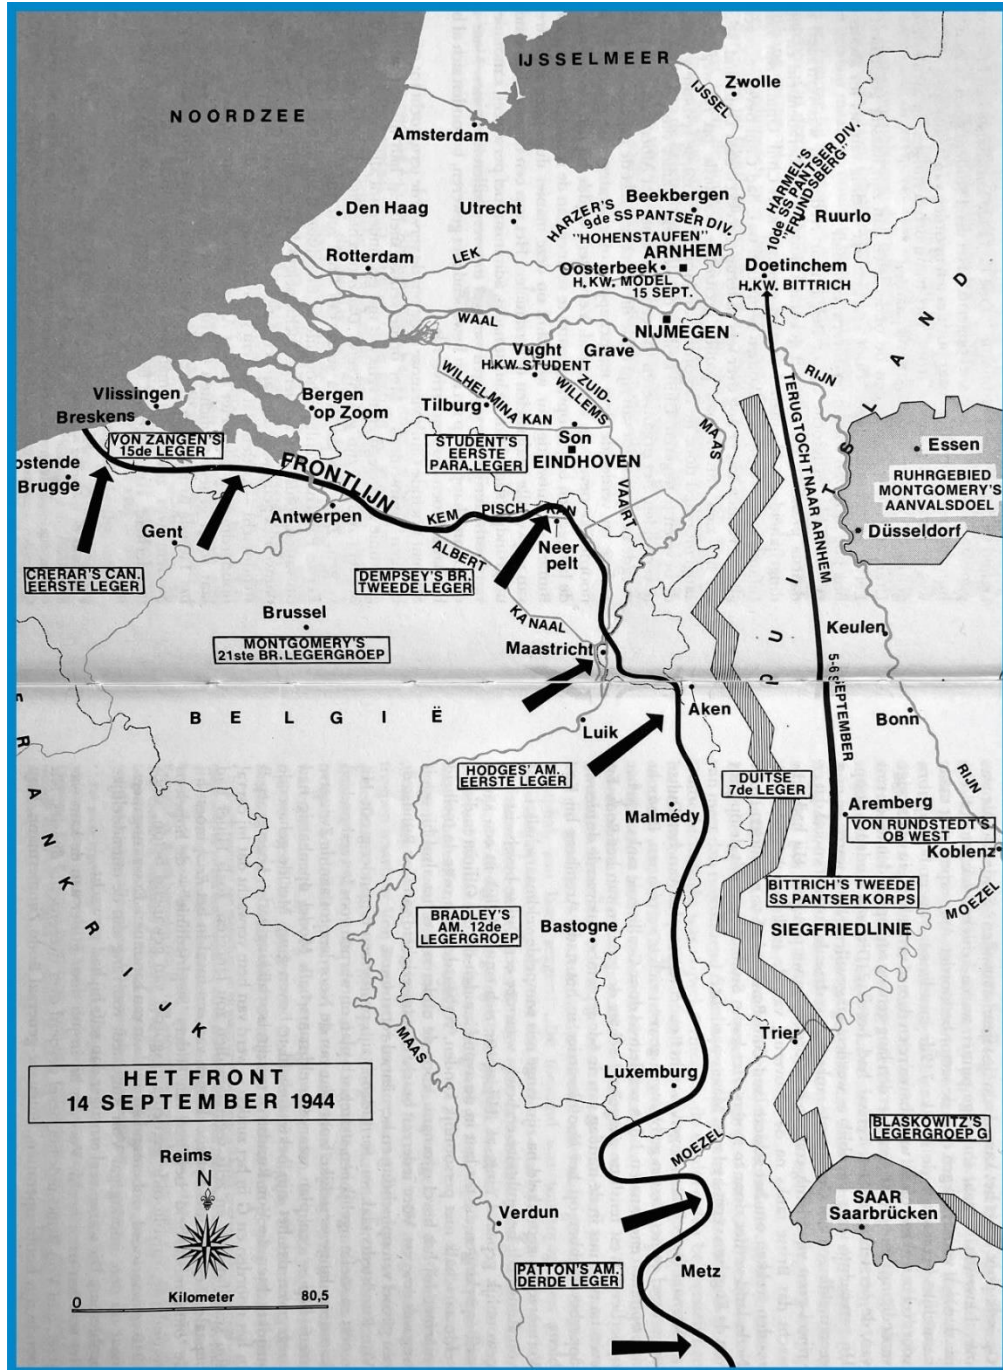 IJSSELMEER
Zwolle
IJSSEL
NOORDZEE
Amsterdam
HARMEL'S
10de SS PANTSER DIV.
"FRUNDSBERG"
Ruurlo
Den Haag
Utrecht
Beekbergen
HARZER'S
9de SS PANTSER DIV.
"HOHENSTAUFEN"
ARNHEM
Rotterdam
LEK
Oosterbeek
H.KW. MODEL
15 SEPT.
Doetinchem
H.KW. BITTRICH
WAAL
NIJMEGEN
Vught
H.KW. STUDENT
Grave
RIJN
Vlissingen
Breskens
Bergen
op Zoom
WILHELMINA
KAN
ZUID-
WILLEMS
VAART
Tilburg
MAAS
TERUGTOCHT NAAR ARNHEM
5-6 SEPTEMBER
DUITSLAND
VON ZANGEN'S
15de LEGER
STUDENT'S
EERSTE
PARA.LEGER
Son
EINDHOVEN
Essen
RUHRGEBIED
MONTGOMERY'S
AANVALSDOEL
Düsseldorf
ostende
Brugge
FRONTLIJN
Antwerpen
KEM
PISCH
KAN
Gent
ALBERT
KANAAL
Neer
pelt
CRERAR'S CAN.
EERSTE LEGER
DEMPSEY'S BR.
TWEEDE LEGER
Brussel
MONTGOMERY'S
21ste BR. LEGERGROEP
Maastricht
Keulen
BELGIË
Aken
Luik
Bonn
RIJN
HODGES' AM.
EERSTE LEGER
DUITSE
7de LEGER
Malmédy
Aremberg
VON RUNDSTEDT'S
OB WEST
Koblenz
BITTRICH'S TWEEDE
SS PANTSER KORPS
MOEZEL
BRADLEY'S
AM. 12de
LEGERGROEP
Bastogne
SIEGFRIEDLINIE
RANKRIJK
MAAS
Trier
Luxemburg
HET FRONT
14 SEPTEMBER 1944
BLASKOWITZ'S
LEGERGROEP G
MOEZEL
Reims
N
Verdun
SAAR
Saarbrücken
PATTON'S AM.
DERDE LEGER
Metz
0 Kilometer 80,5